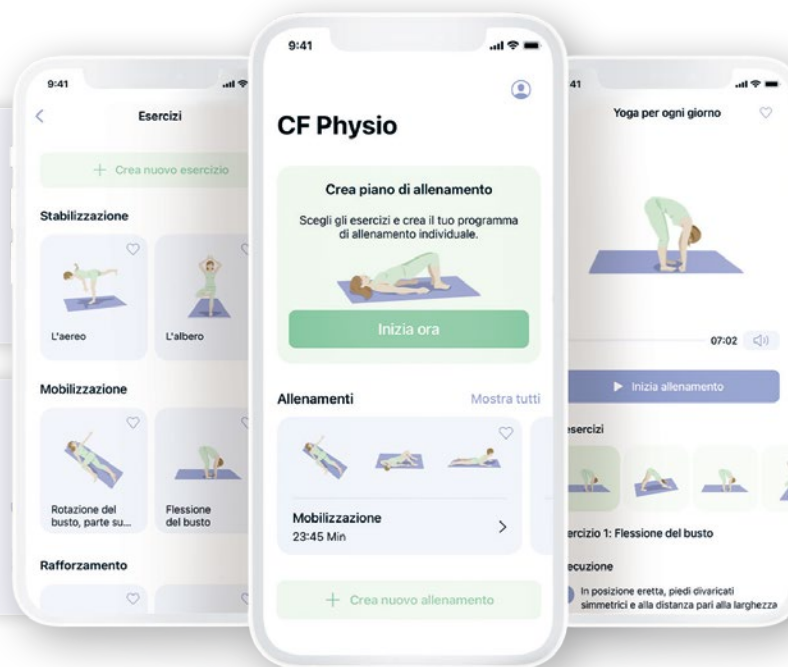 9:41
Esercizi
+ Crea nuovo esercizio
Stabilizzazione
L'aereo
L'albero
Mobilizzazione
Rotazione del
busto, parte su...
Flessione
del busto
Rafforzamento
9:41
CF Physio
Crea piano di allenamento
Scegli gli esercizi e crea il tuo programma
di allenamento individuale.
Inizia ora
Allenamenti
Mostra tutti
Mobilizzazione
23:45 Min
+ Crea nuovo allenamento
41
Yoga per ogni giorno
07:02
Inizia allenamento
esercizi
ercizio 1: Flessione del busto
ecuzione
In posizione eretta, piedi divaricati
simmetrici e alla distanza pari alla larghezza